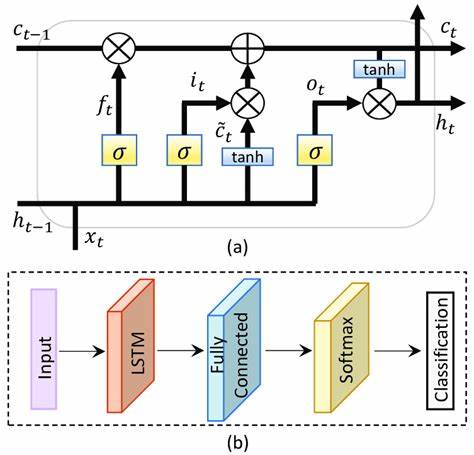 c_{t-1}
c_t
tanh
i_t
o_t
f_t
c̃_t
h_t
σ
σ
tanh
σ
h_{t-1}
x_t
(a)
Input
LSTM
Fully
Connected
Softmax
Classification
(b)